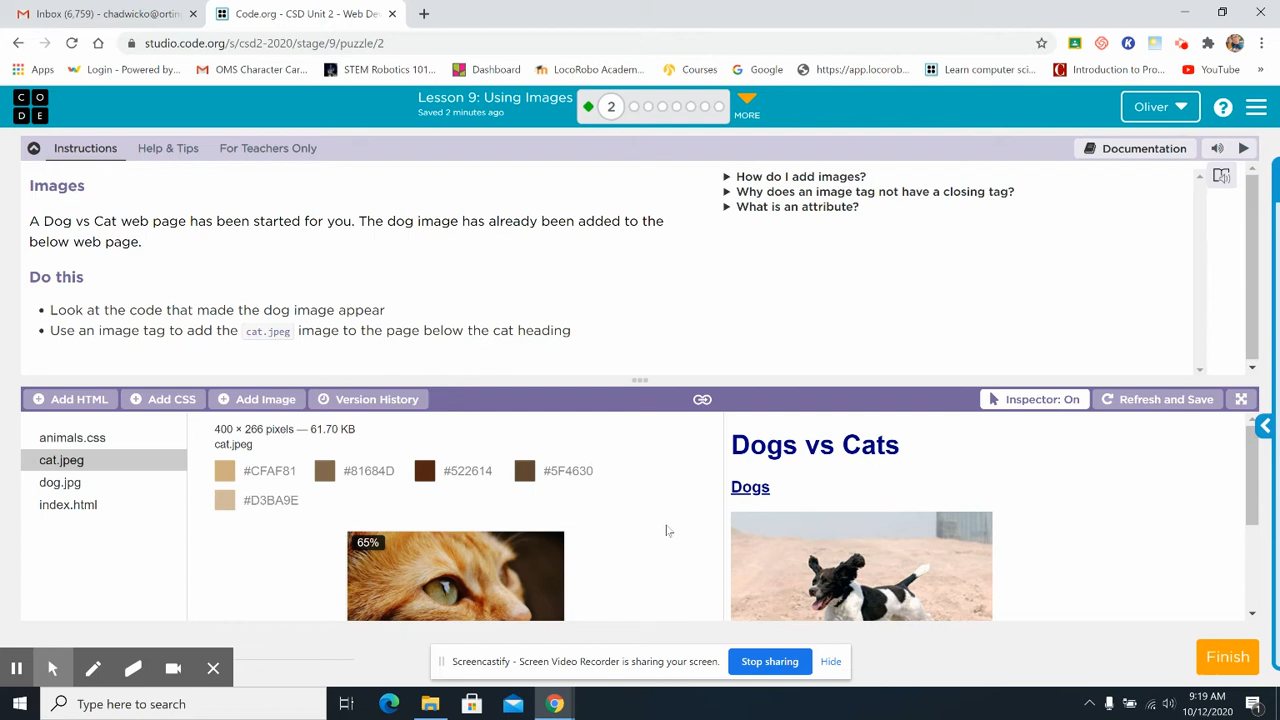 Inbox (6,759) - chadwicko@orting
Code.org - CSD Unit 2 - Web De
studio.code.org/s/csd2-2020/stage/9/puzzle/2
Apps
Login - Powered by...
OMS Character Car...
STEM Robotics 101...
Dashboard
LocoRobo Academ...
Courses
Google
https://app.locorob...
Learn computer sci...
Introduction to Pro...
YouTube
CODE
Lesson 9: Using Images
Saved 2 minutes ago
2
MORE
Oliver
Instructions
Help & Tips
For Teachers Only
Documentation
Images
A Dog vs Cat web page has been started for you. The dog image has already been added to the
below web page.
Do this
• Look at the code that made the dog image appear
• Use an image tag to add the cat.jpeg image to the page below the cat heading
How do I add images?
Why does an image tag not have a closing tag?
What is an attribute?
Add HTML
Add CSS
Add Image
Version History
Inspector: On
Refresh and Save
animals.css
cat.jpeg
dog.jpg
index.html
400 × 266 pixels — 61.70 KB
cat.jpeg
#CFAF81
#81684D
#522614
#5F4630
#D3BA9E
65%
Dogs vs Cats
Dogs
Finish
Screencastify - Screen Video Recorder is sharing your screen.
Stop sharing
Hide
Type here to search
9:19 AM
10/12/2020